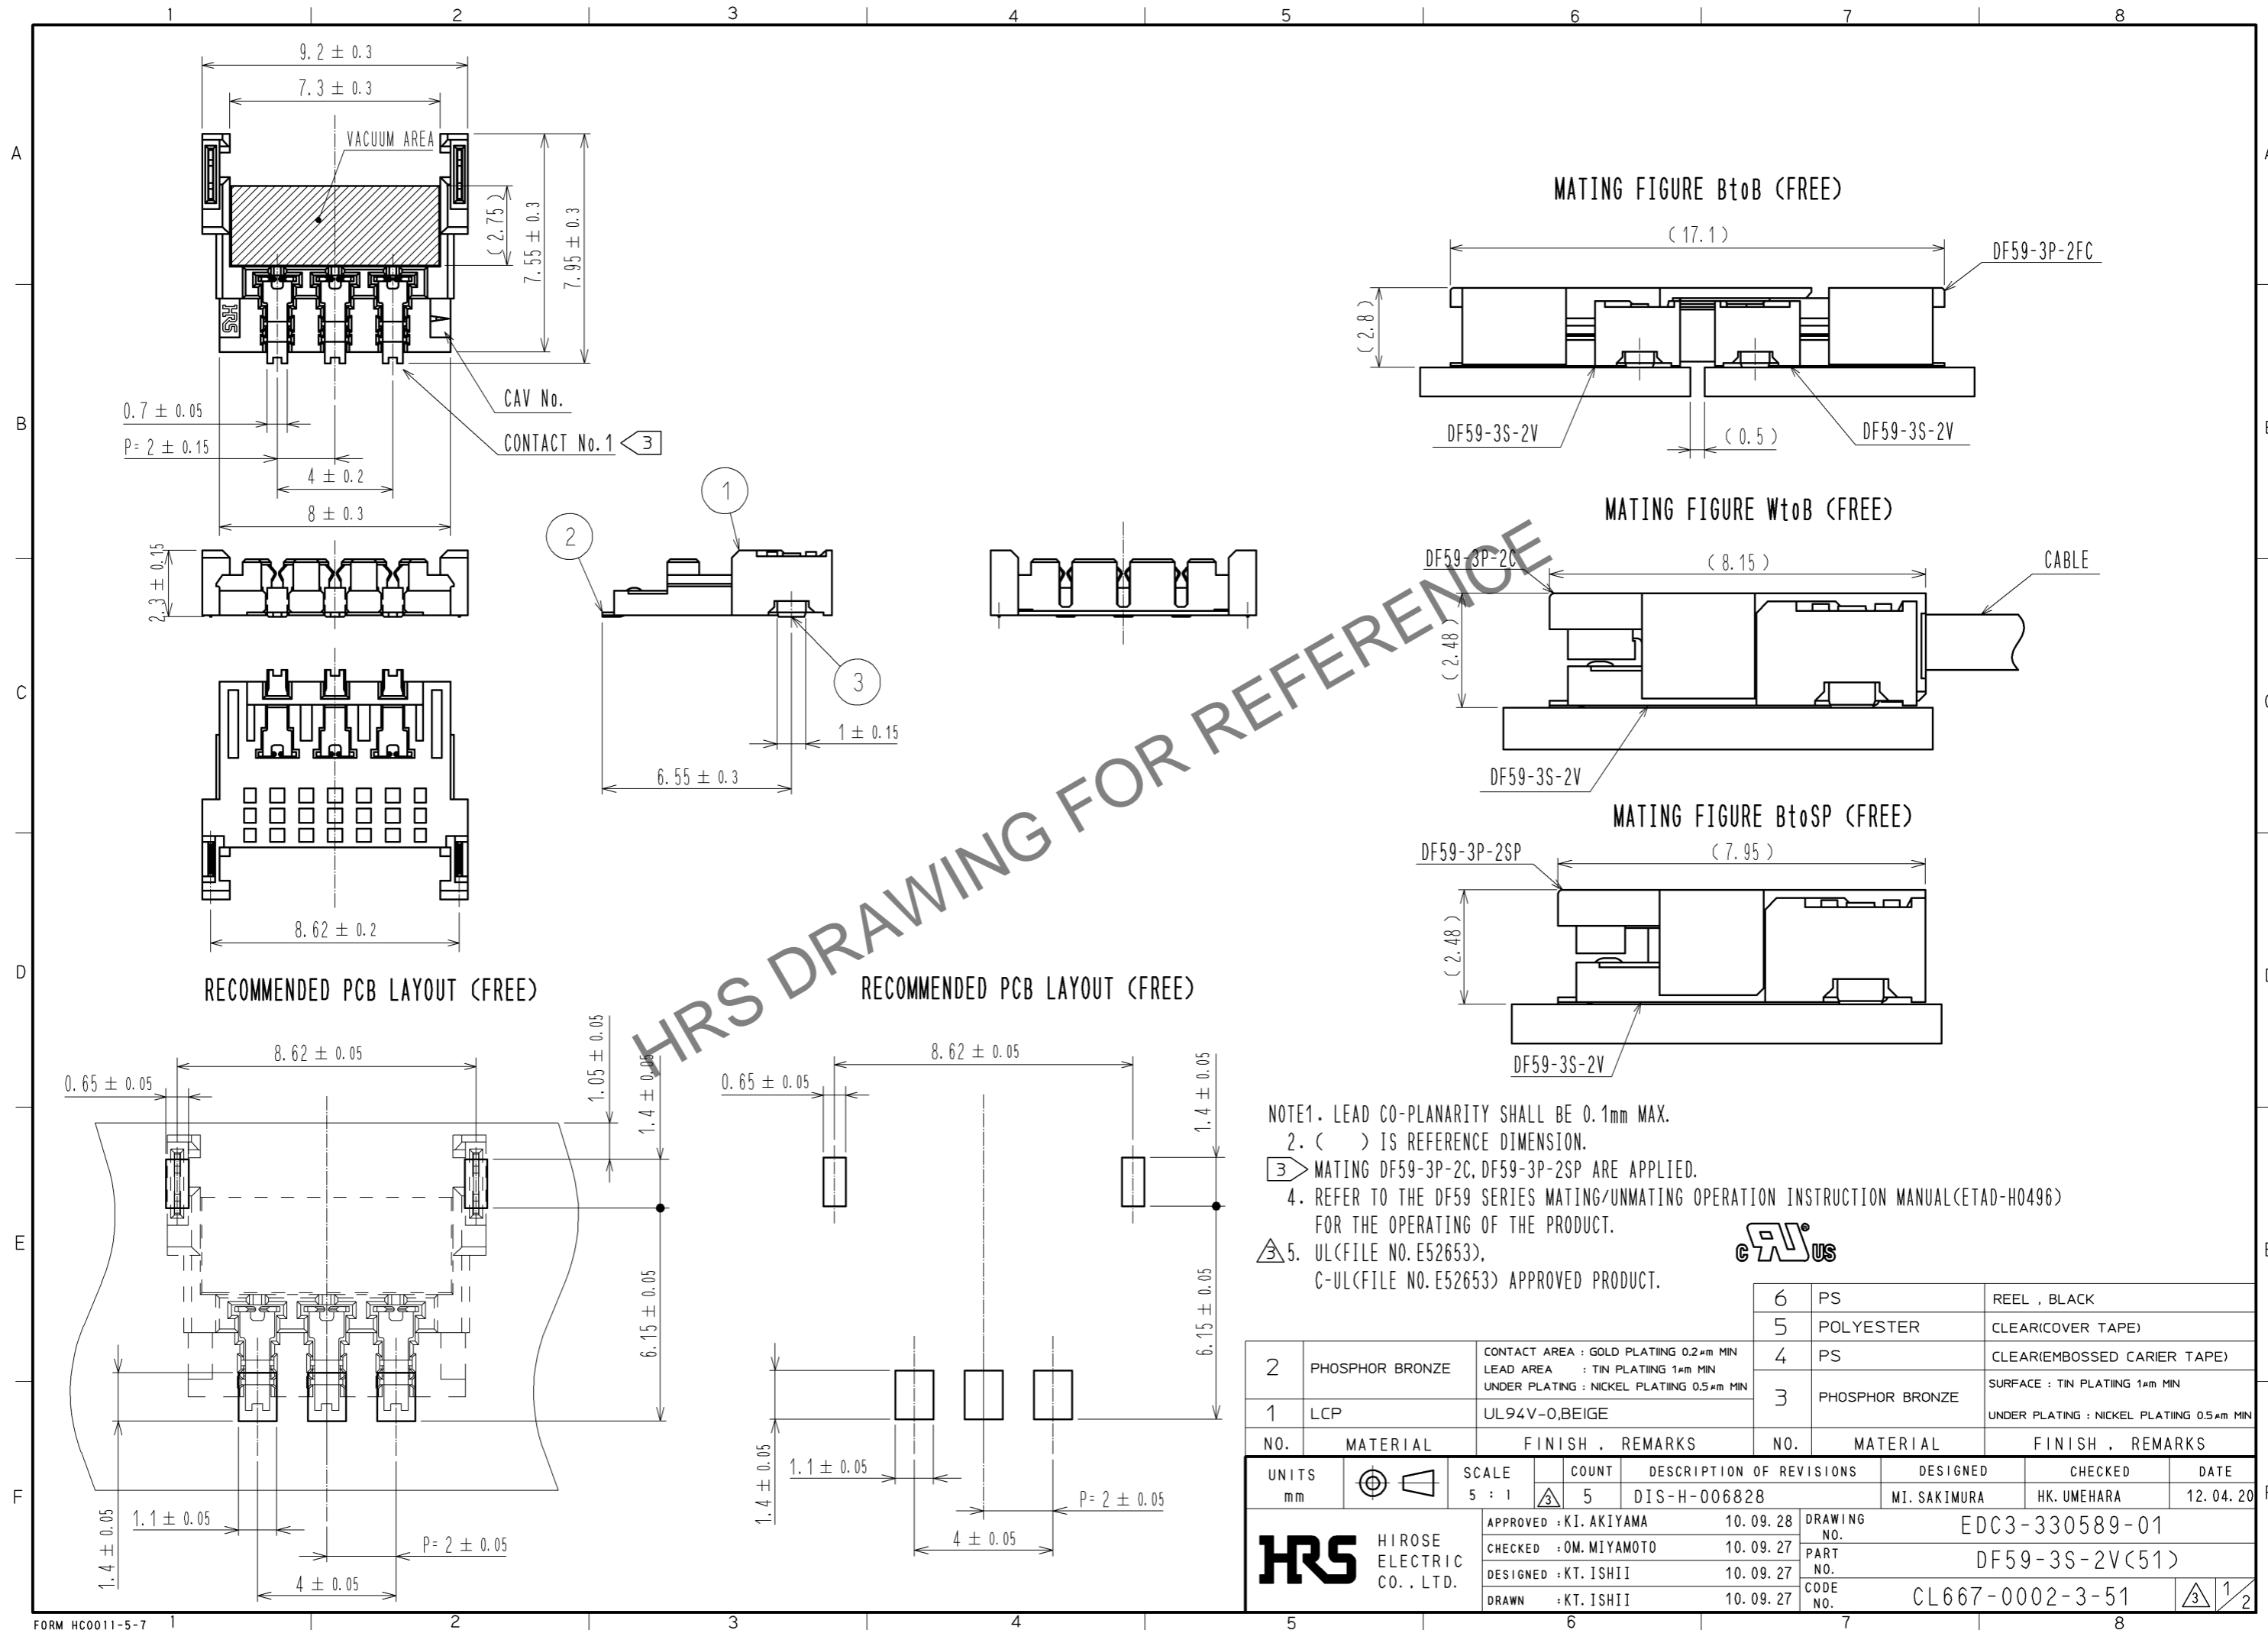 1 2 3 4 5 6 7 8
A
B
C
D
E
F
9.2 ± 0.3
7.3 ± 0.3
VACUUM AREA
( 2.75 )
7.55 ± 0.3
7.95 ± 0.3
HRS
A
CAV No.
CONTACT No.1 3
0.7 ± 0.05
P= 2 ± 0.15
4 ± 0.2
8 ± 0.3
2.3 ± 0.15
1
2
3
1 ± 0.15
6.55 ± 0.3
8.62 ± 0.2
MATING FIGURE BtoB (FREE)
( 17.1 )
DF59-3P-2FC
( 2.8 )
DF59-3S-2V
( 0.5 )
DF59-3S-2V
MATING FIGURE WtoB (FREE)
DF59-3P-2C
( 8.15 )
CABLE
( 2.48 )
DF59-3S-2V
MATING FIGURE BtoSP (FREE)
DF59-3P-2SP
( 7.95 )
( 2.48 )
DF59-3S-2V
HRS DRAWING FOR REFERENCE
RECOMMENDED PCB LAYOUT (FREE)
8.62 ± 0.05
0.65 ± 0.05
1.05 ± 0.05
1.4 ± 0.05
6.15 ± 0.05
1.4 ± 0.05
1.1 ± 0.05
P= 2 ± 0.05
4 ± 0.05
RECOMMENDED PCB LAYOUT (FREE)
8.62 ± 0.05
0.65 ± 0.05
1.4 ± 0.05
6.15 ± 0.05
1.4 ± 0.05
1.1 ± 0.05
P= 2 ± 0.05
4 ± 0.05
NOTE1. LEAD CO-PLANARITY SHALL BE 0.1mm MAX.
2. ( ) IS REFERENCE DIMENSION.
3 MATING DF59-3P-2C, DF59-3P-2SP ARE APPLIED.
4. REFER TO THE DF59 SERIES MATING/UNMATING OPERATION INSTRUCTION MANUAL(ETAD-H0496)
FOR THE OPERATING OF THE PRODUCT.
3 5. UL(FILE NO. E52653),
C-UL(FILE NO. E52653) APPROVED PRODUCT.
c RU ® US
6 PS REEL , BLACK
5 POLYESTER CLEAR(COVER TAPE)
4 PS CLEAR(EMBOSSED CARIER TAPE)
3 PHOSPHOR BRONZE SURFACE : TIN PLATIING 1μm MIN
UNDER PLATING : NICKEL PLATIING 0.5μm MIN
2 PHOSPHOR BRONZE CONTACT AREA : GOLD PLATIING 0.2μm MIN
LEAD AREA : TIN PLATIING 1μm MIN
UNDER PLATING : NICKEL PLATIING 0.5μm MIN
1 LCP UL94V-0,BEIGE
NO. MATERIAL FINISH , REMARKS NO. MATERIAL FINISH , REMARKS
UNITS mm
SCALE 5 : 1
COUNT DESCRIPTION OF REVISIONS DESIGNED CHECKED DATE
3 5 DIS-H-006828 MI. SAKIMURA HK. UMEHARA 12.04.20
HRS HIROSE ELECTRIC CO., LTD.
APPROVED : KI. AKIYAMA 10.09.28
CHECKED : OM. MIYAMOTO 10.09.27
DESIGNED : KT. ISHII 10.09.27
DRAWN : KT. ISHII 10.09.27
DRAWING NO. EDC3-330589-01
PART NO. DF59-3S-2V(51)
CODE NO. CL667-0002-3-51 3 1/2
FORM HC0011-5-7
1 2 3 4 5 6 7 8